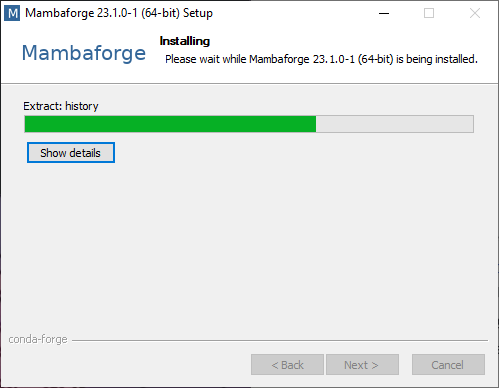 M Mambaforge 23.1.0-1 (64-bit) Setup
Mambaforge
Installing
Please wait while Mambaforge 23.1.0-1 (64-bit) is being installed.
Extract: history
Show details
conda-forge
< Back
Next >
Cancel